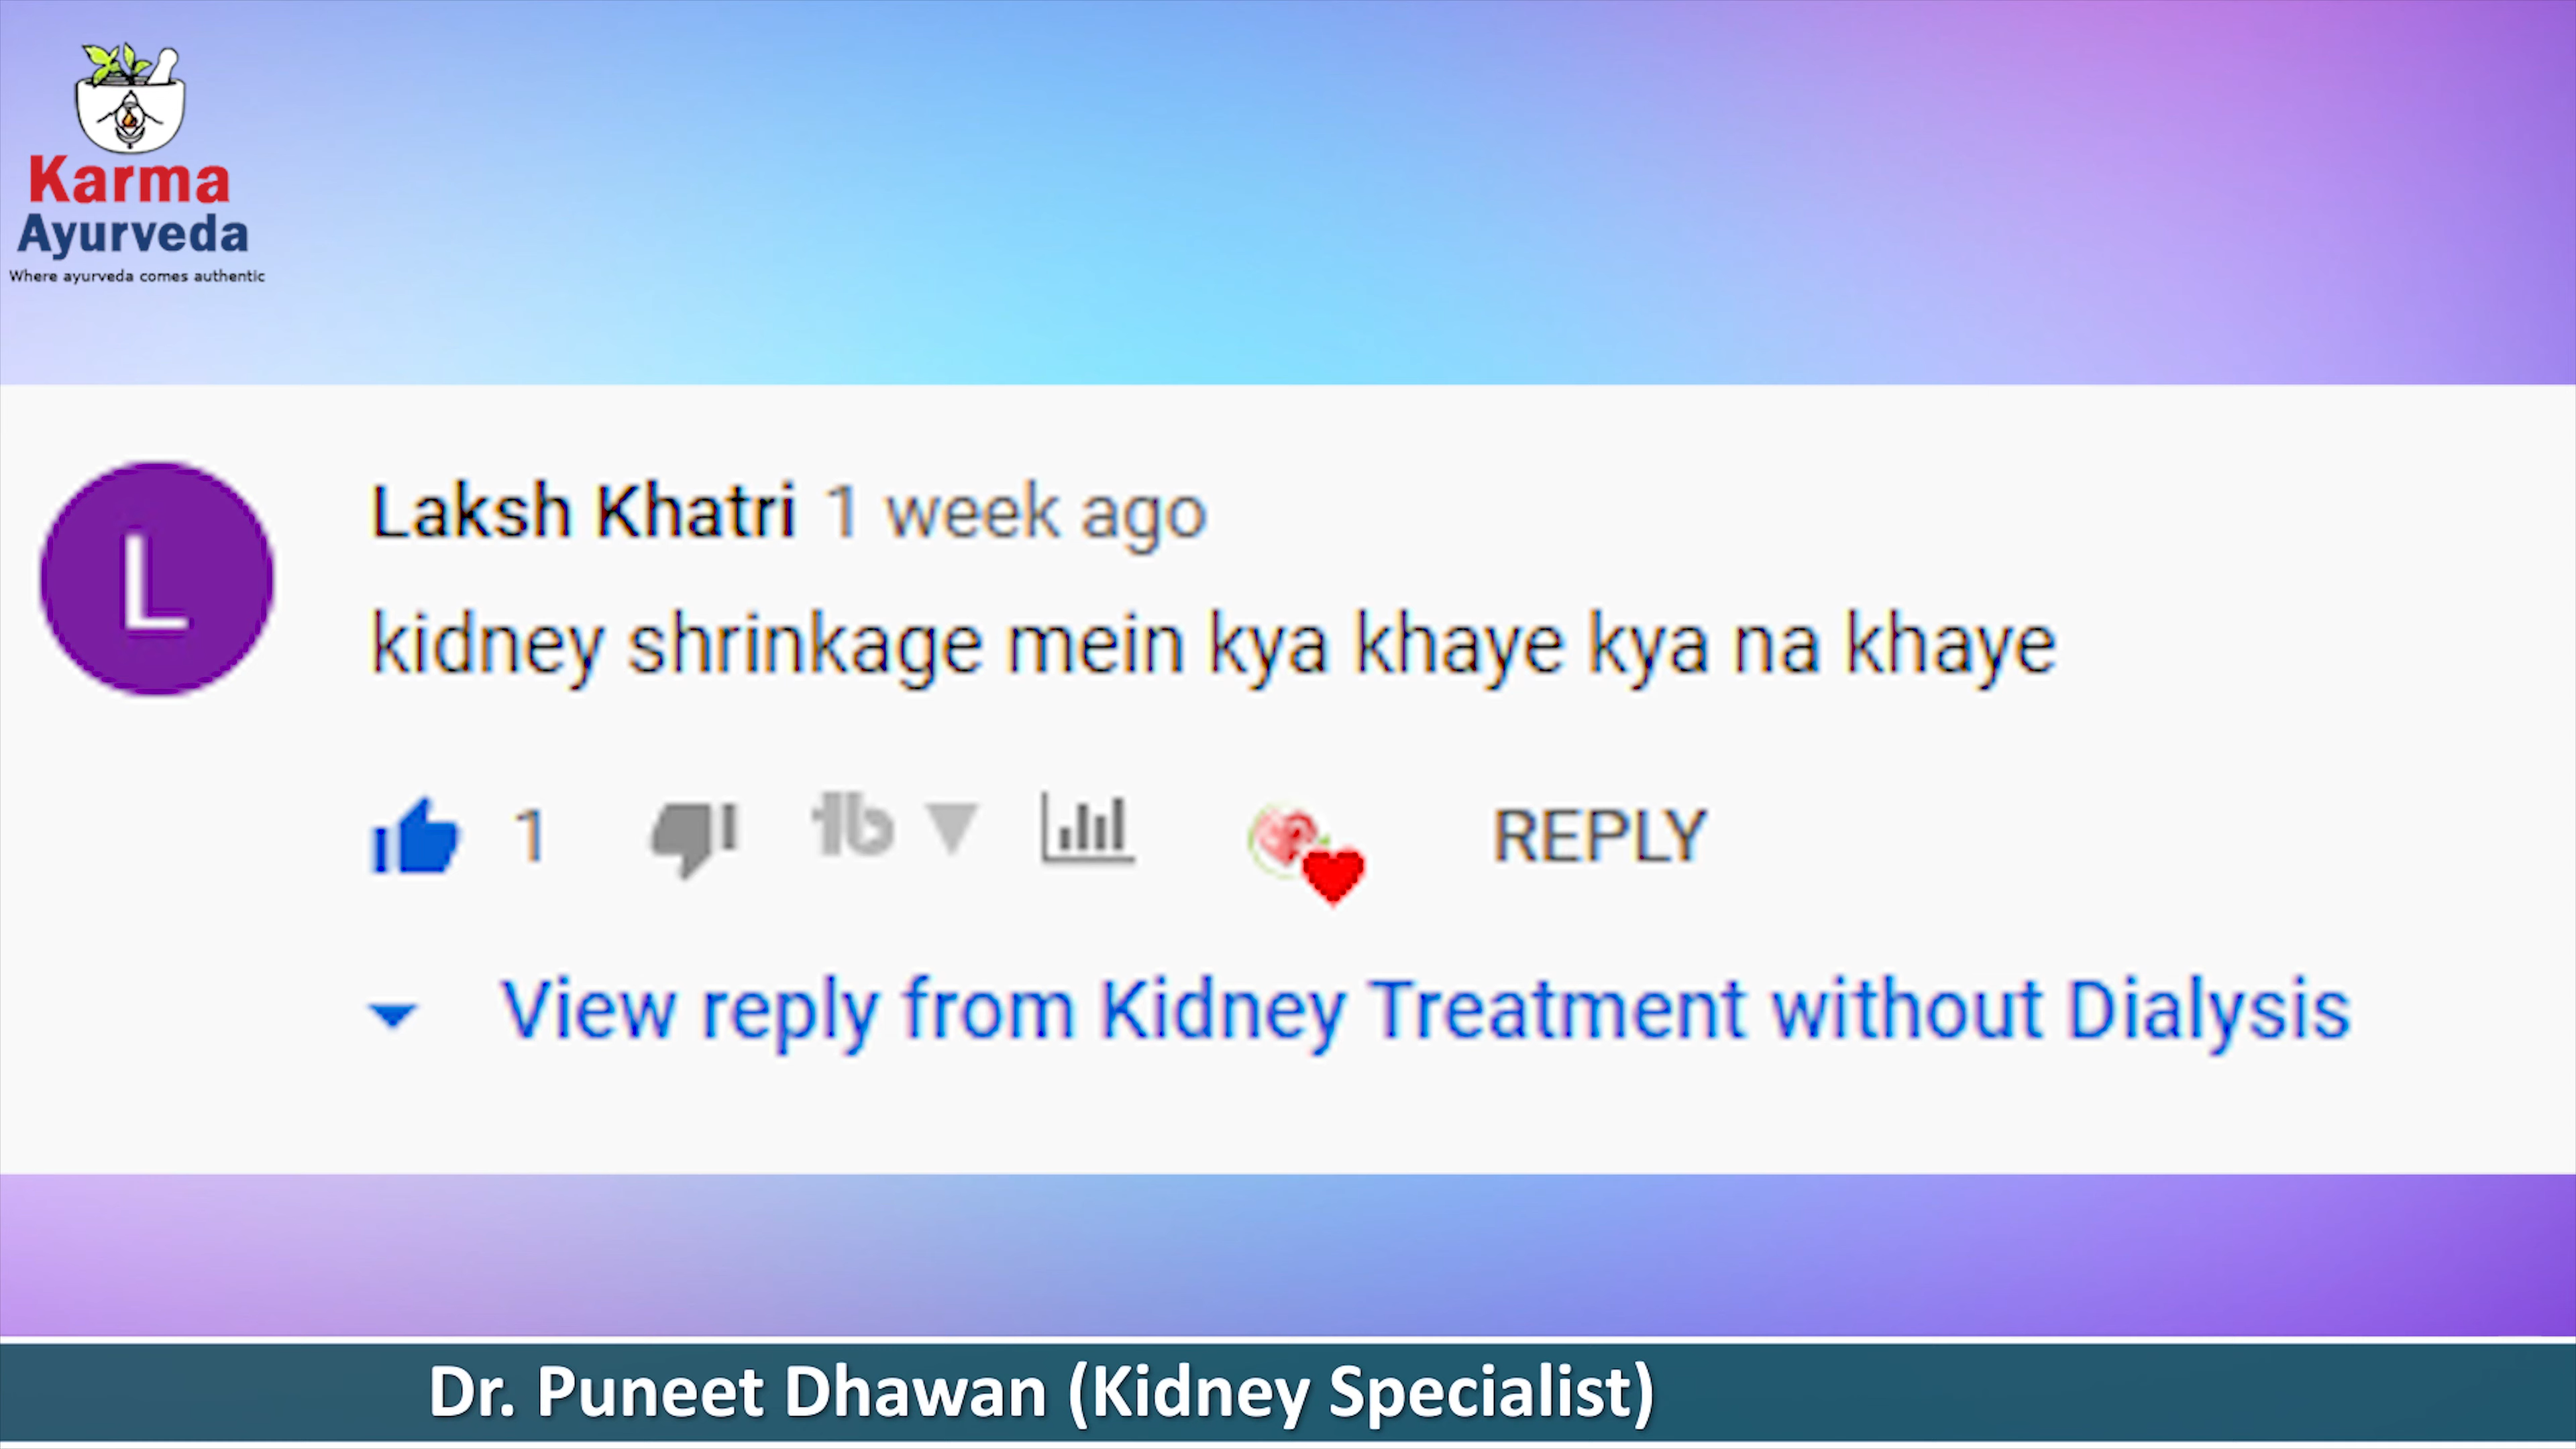 Karma
Ayurveda
Where ayurveda comes authentic
L
Laksh Khatri 1 week ago
kidney shrinkage mein kya khaye kya na khaye
1
REPLY
View reply from Kidney Treatment without Dialysis
Dr. Puneet Dhawan (Kidney Specialist)